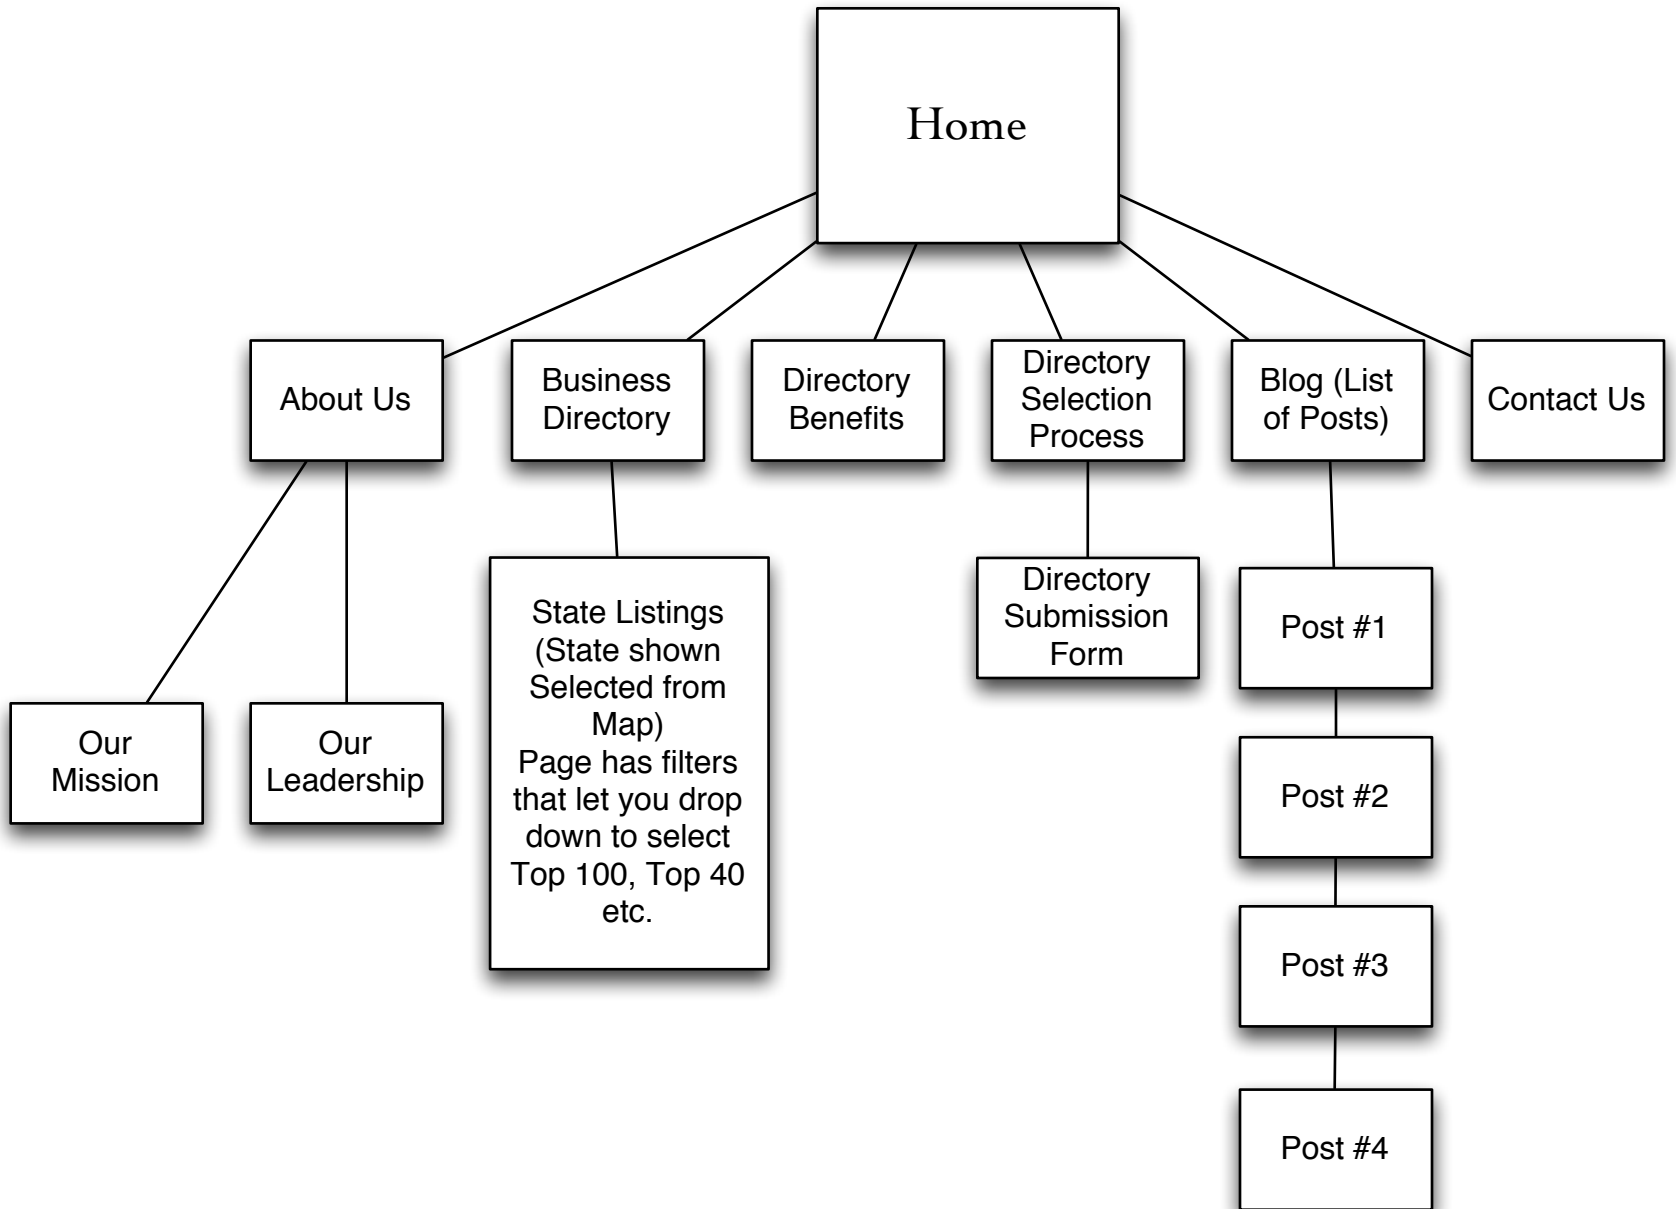 Home
About Us
Business
Directory
Directory
Benefits
Directory
Selection
Process
Blog (List
of Posts)
Contact Us
Our
Mission
Our
Leadership
State Listings
(State shown
Selected from
Map)
Page has filters
that let you drop
down to select
Top 100, Top 40
etc.
Directory
Submission
Form
Post #1
Post #2
Post #3
Post #4